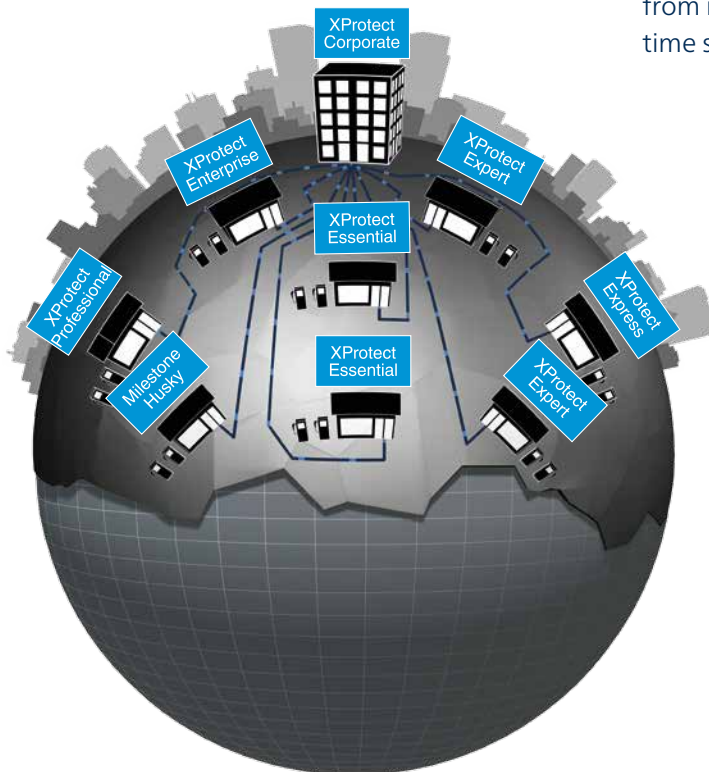 from
time s
XProtect
Corporate
XProtect
Enterprise
XProtect
Expert
XProtect
Essential
XProtect
Professional
XProtect
Express
Milestone
Husky
XProtect
Essential
XProtect
Expert